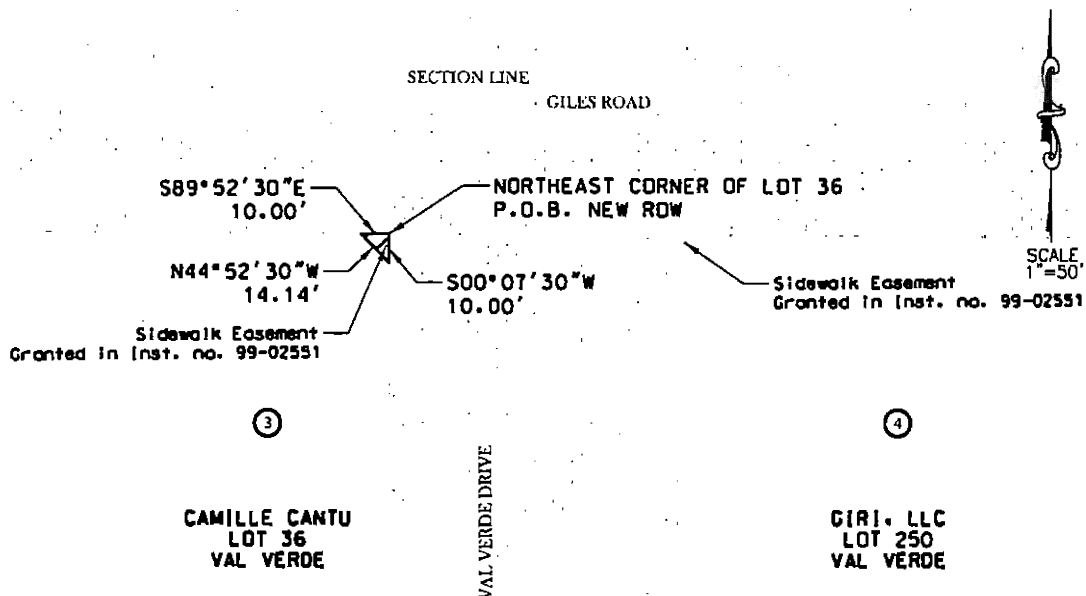 SECTION LINE
GILES ROAD
S89°52'30"E
10.00'
NORTHEAST CORNER OF LOT 36
P.O.B. NEW ROW
N44°52'30"W
14.14'
S00°07'30"W
10.00'
SCALE
1"=50'
Sidewalk Easement
Granted in Inst. no. 99-02551
Sidewalk Easement
Granted in Inst. no. 99-02551
3
4
VAL VERDE DRIVE
CAMILLE CANTU
LOT 36
VAL VERDE
GIRI, LLC
LOT 250
VAL VERDE